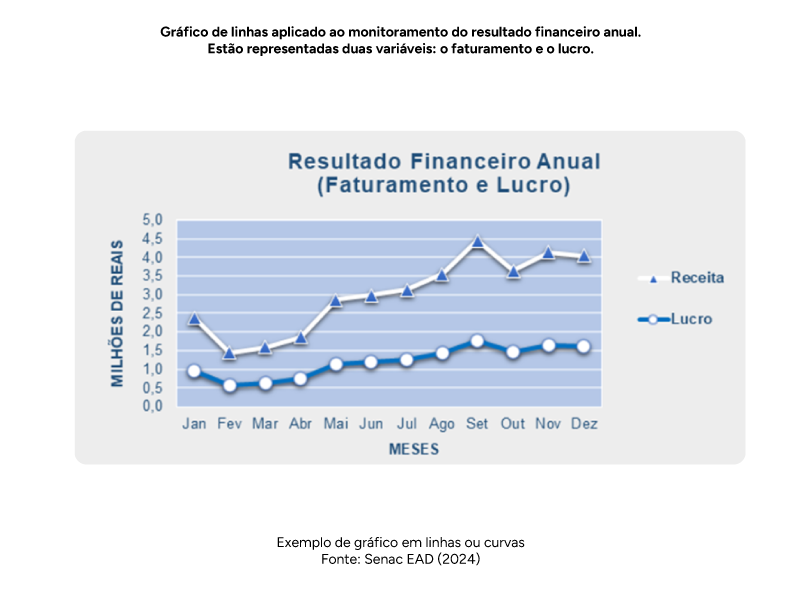 Gráfico de linhas aplicado ao monitoramento do resultado financeiro anual.
Estão representadas duas variáveis: o faturamento e o lucro.
Resultado Financeiro Anual
(Faturamento e Lucro)
MILHÕES DE REAIS
5,0
4,5
4,0
3,5
3,0
2,5
2,0
1,5
1,0
0,5
0,0
Jan Fev Mar Abr Mai Jun Jul Ago Set Out Nov Dez
MESES
Receita
Lucro
Exemplo de gráfico em linhas ou curvas
Fonte: Senac EAD (2024)